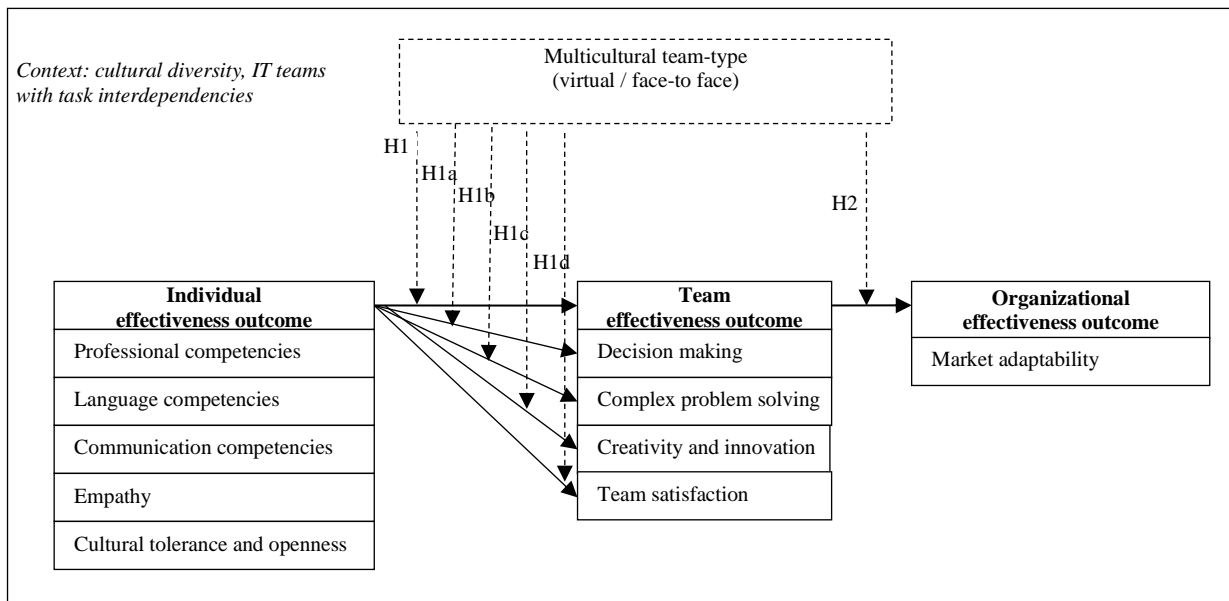 Multicultural team-type
(virtual / face-to face)
Context: cultural diversity, IT teams
with task interdependencies
H1
H1a
H1b
H1c
H1d
H2
Individual
effectiveness outcome
Professional competencies
Language competencies
Communication competencies
Empathy
Cultural tolerance and openness
Team
effectiveness outcome
Decision making
Complex problem solving
Creativity and innovation
Team satisfaction
Organizational
effectiveness outcome
Market adaptability